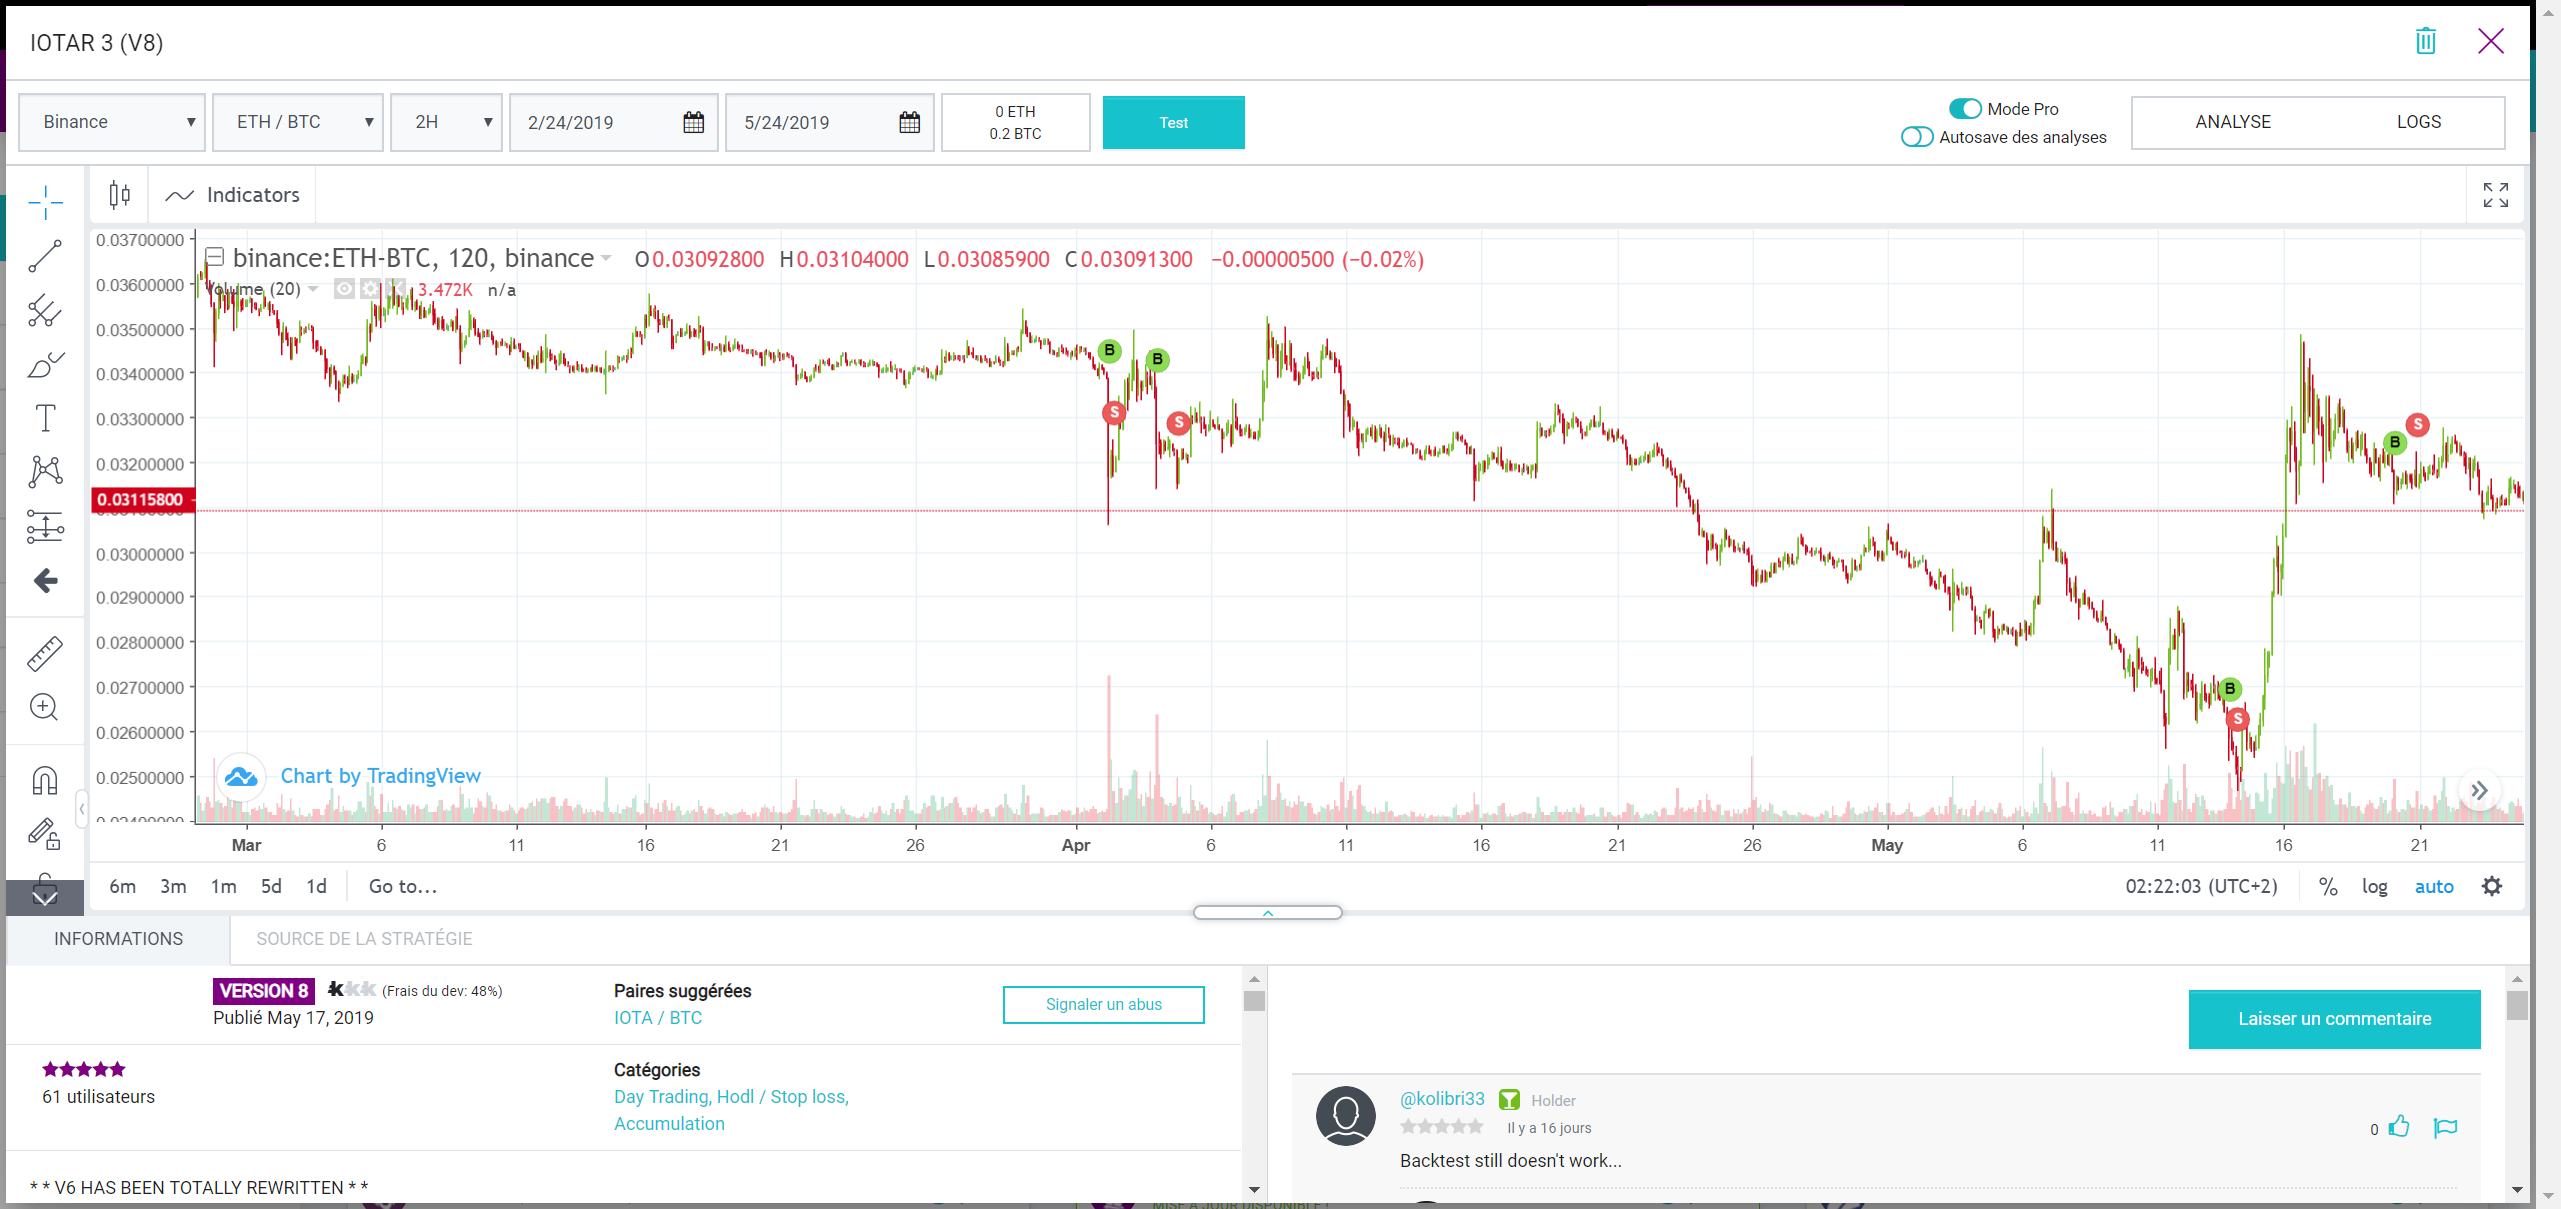 IOTAR 3 (V8)
Binance ▼ ETH / BTC ▼ 2H ▼ 2/24/2019 5/24/2019 0 ETH
0.2 BTC
Test
Mode Pro
Autosave des analyses
ANALYSE LOGS
Indicators
binance:ETH-BTC, 120, binance O0.03092800 H0.03104000 L0.03085900 C0.03091300 −0.00000500 (−0.02%)
Volume (20) 3.472K n/a
0.03700000
0.03600000
0.03500000
0.03400000
0.03300000
0.03200000
0.03115800
0.03000000
0.02900000
0.02800000
0.02700000
0.02600000
0.02500000
0.02400000
B
S
B
S
B
S
B
S
Chart by TradingView
Mar 6 11 16 21 26 Apr 6 11 16 21 26 May 6 11 16 21
6m 3m 1m 5d 1d Go to... 02:22:03 (UTC+2) % log auto
INFORMATIONS SOURCE DE LA STRATÉGIE
VERSION 8 (Frais du dev: 48%)
Publié May 17, 2019
Paires suggérées
IOTA / BTC
Signaler un abus
61 utilisateurs
Catégories
Day Trading, Hodl / Stop loss,
Accumulation
* * V6 HAS BEEN TOTALLY REWRITTEN * *
Laisser un commentaire
@kolibri33 Holder
Il y a 16 jours
0
Backtest still doesn't work...
MISE À JOUR DISPONIBLE !